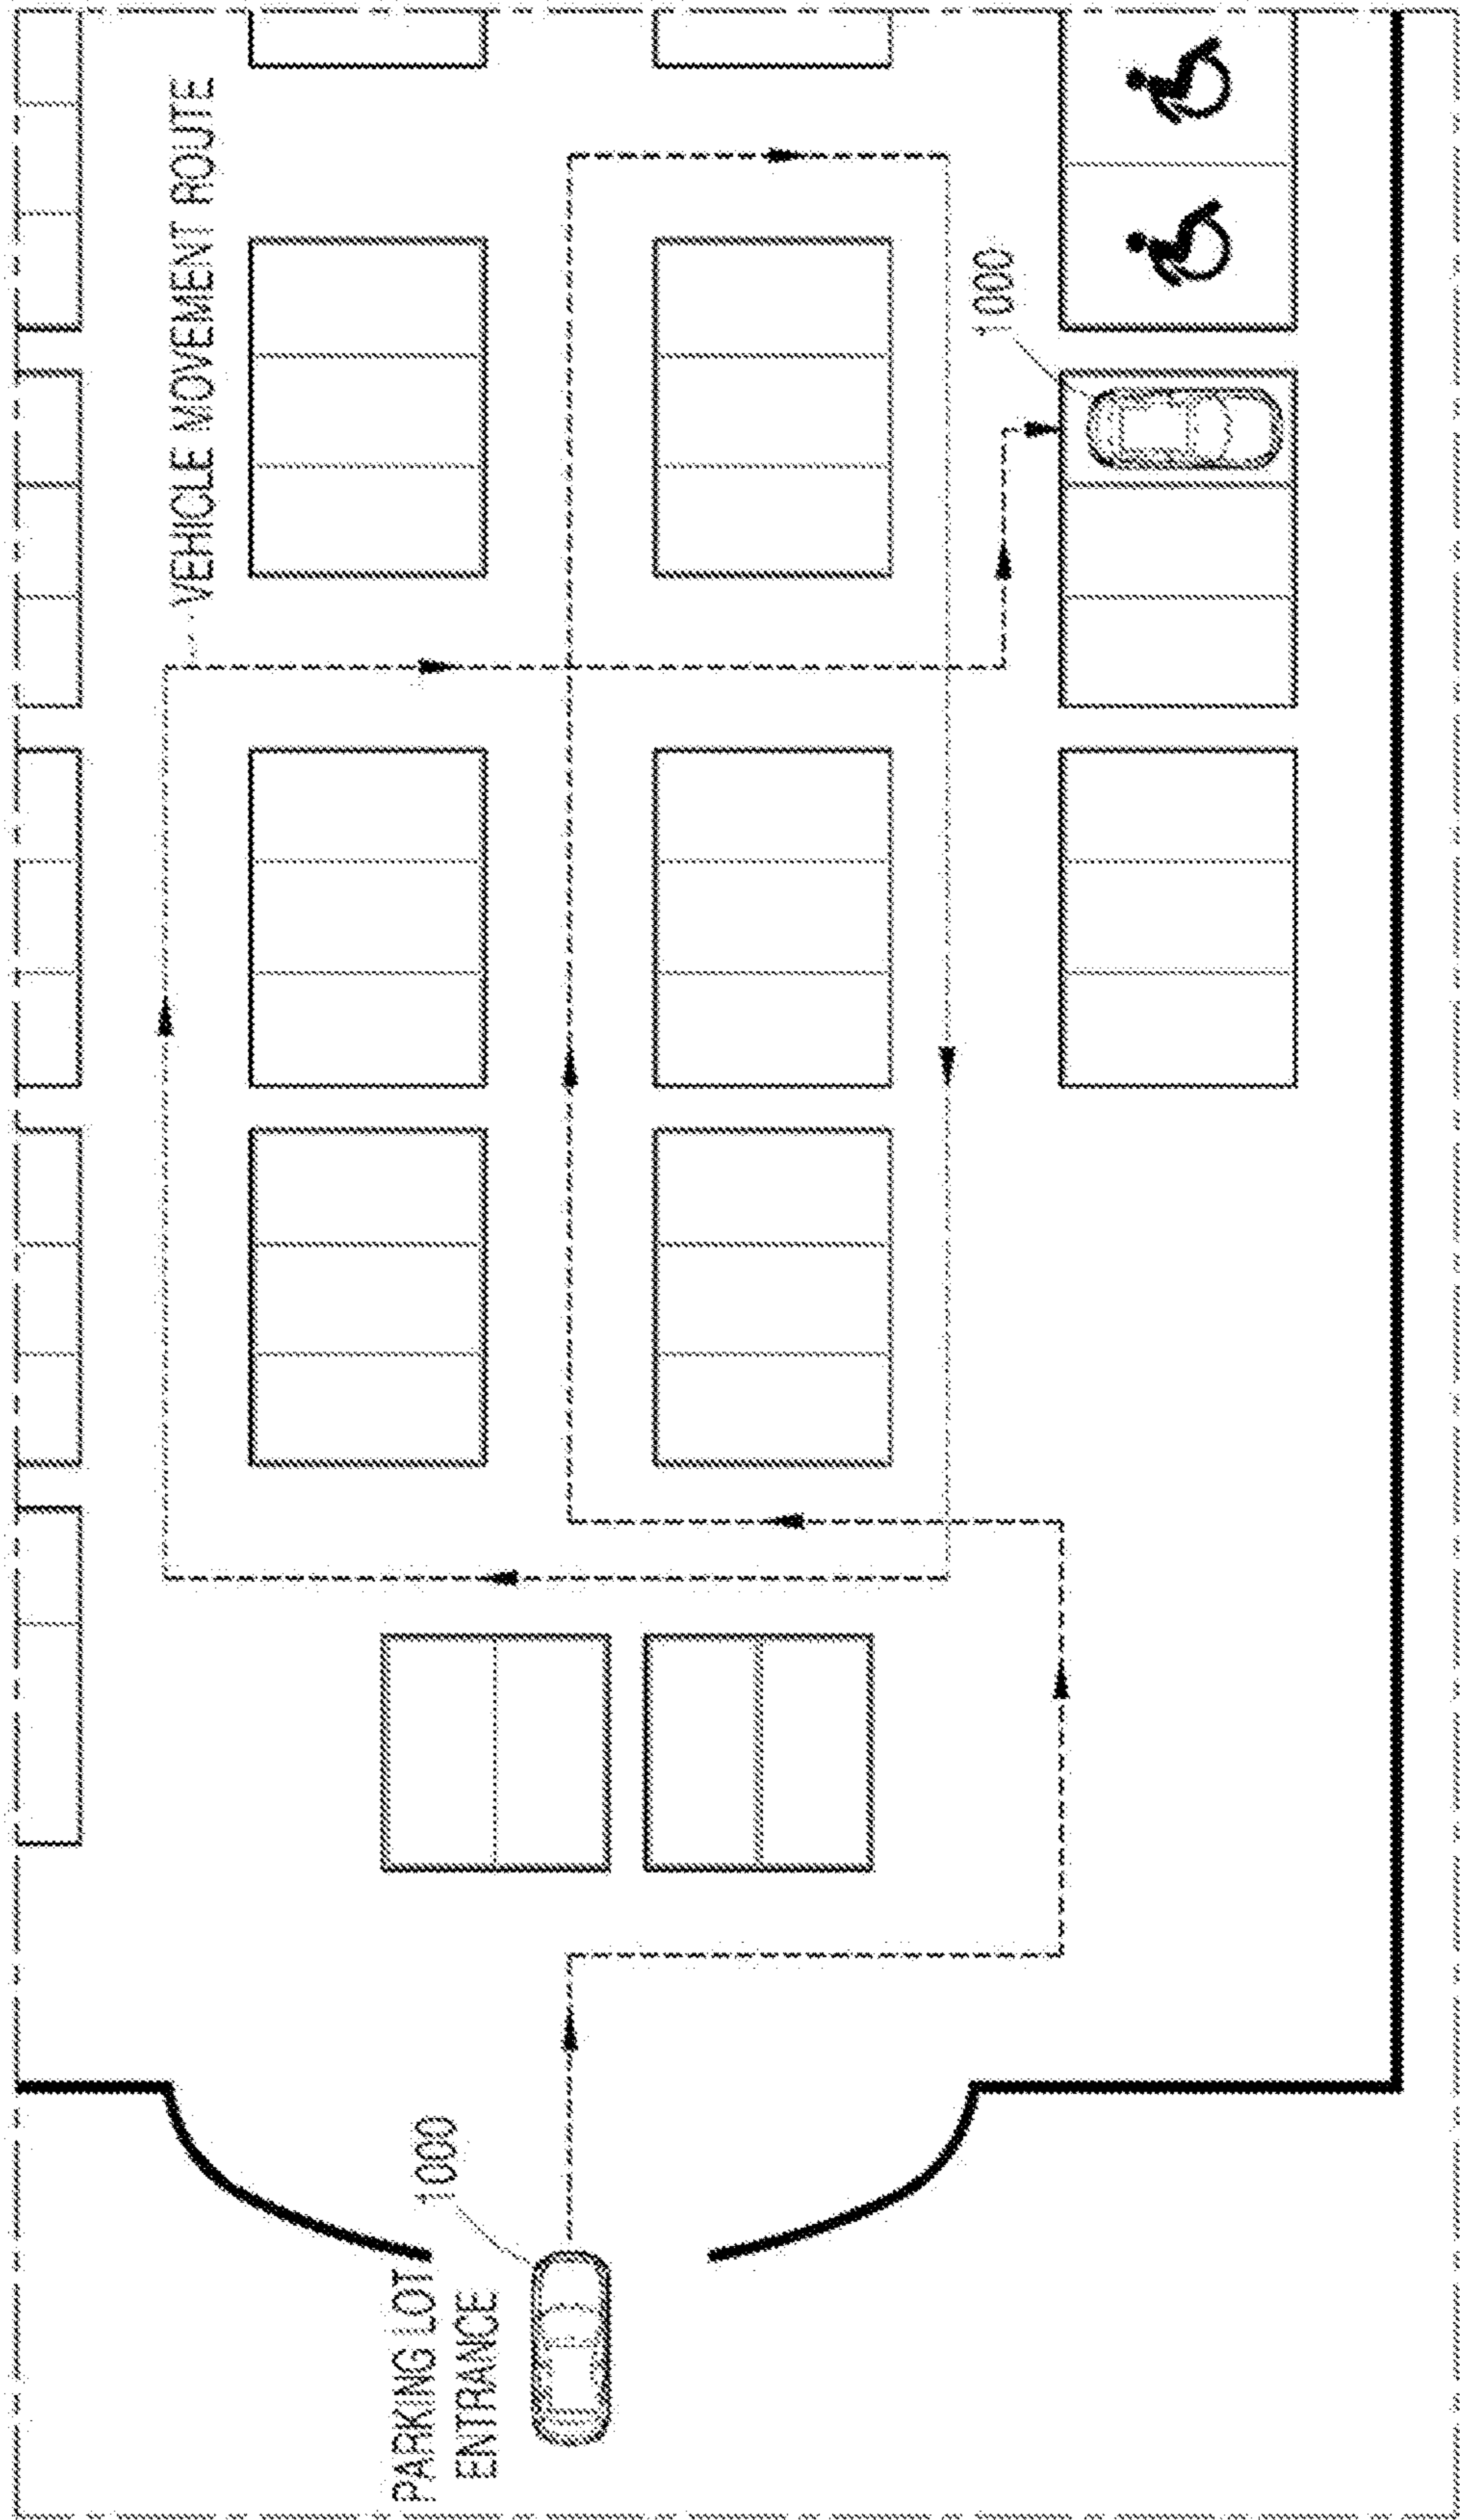 VEHICLE MOVEMENT ROUTE
1000
1000
PARKING LOT
ENTRANCE